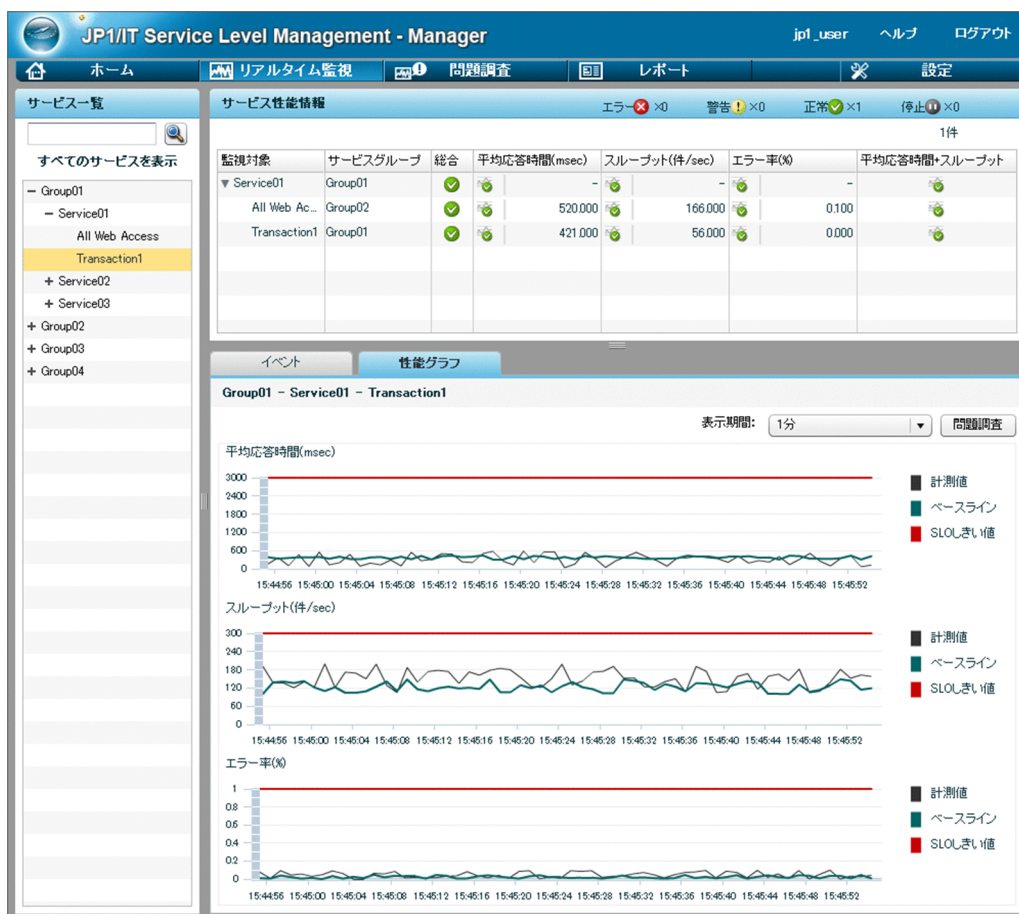 JP1/IT Service Level Management - Manager
jp1_user ヘルプ ログアウト
ホーム リアルタイム監視 問題調査 レポート 設定
サービス一覧
すべてのサービスを表示
Group01
Service01
All Web Access
Transaction1
Service02
Service03
Group02
Group03
Group04
サービス性能情報 エラー ×0 警告 ×0 正常 ×1 停止 ×0
1件
監視対象 サービスグループ 総合 平均応答時間(msec) スループット(件/sec) エラー率(%) 平均応答時間+スループット
Service01 Group01 - - -
All Web Ac... Group02 520.000 166.000 0.100
Transaction1 Group01 421.000 56.000 0.000
イベント 性能グラフ
Group01 - Service01 - Transaction1
表示期間: 1分 問題調査
平均応答時間(msec)
3000
2400
1800
1200
600
0
15:44:56 15:45:00 15:45:04 15:45:08 15:45:12 15:45:16 15:45:20 15:45:24 15:45:28 15:45:32 15:45:36 15:45:40 15:45:44 15:45:48 15:45:52
計測値
ベースライン
SLOしきい値
スループット(件/sec)
300
240
180
120
60
0
15:44:56 15:45:00 15:45:04 15:45:08 15:45:12 15:45:16 15:45:20 15:45:24 15:45:28 15:45:32 15:45:36 15:45:40 15:45:44 15:45:48 15:45:52
計測値
ベースライン
SLOしきい値
エラー率(%)
1
0.8
0.6
0.4
0.2
0
15:44:56 15:45:00 15:45:04 15:45:08 15:45:12 15:45:16 15:45:20 15:45:24 15:45:28 15:45:32 15:45:36 15:45:40 15:45:44 15:45:48 15:45:52
計測値
ベースライン
SLOしきい値